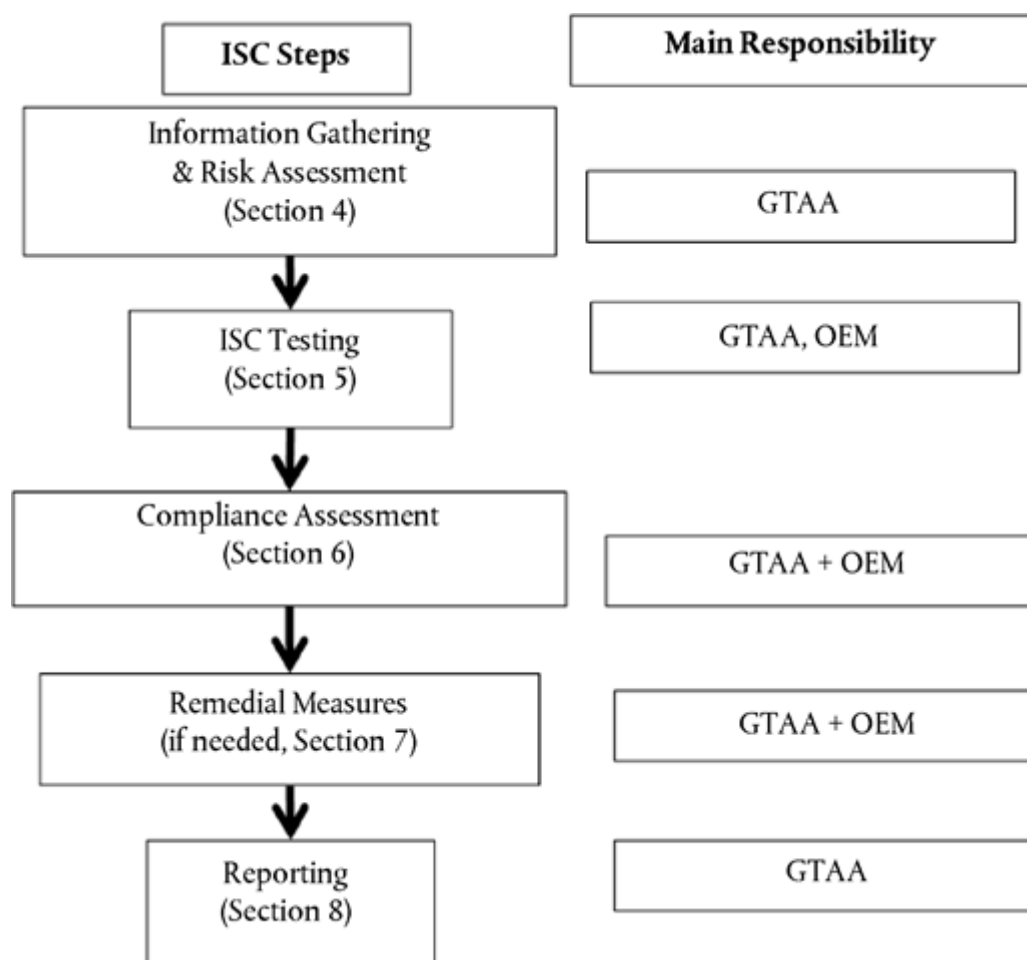 ISC Steps
Main Responsibility
Information Gathering
& Risk Assessment
(Section 4)
GTAA
ISC Testing
(Section 5)
GTAA, OEM
Compliance Assessment
(Section 6)
GTAA + OEM
Remedial Measures
(if needed, Section 7)
GTAA + OEM
Reporting
(Section 8)
GTAA